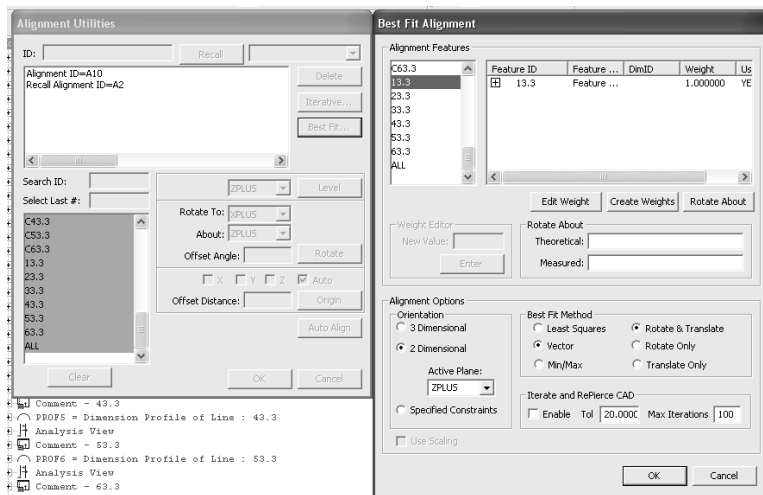 Alignment Utilities
ID:
Recall
Alignment ID=A10
Recall Alignment ID=A2
Delete
Iterative...
Best Fit...
Search ID:
Select Last #:
C43.3
C53.3
C63.3
13.3
23.3
33.3
43.3
53.3
63.3
ALL
ZPLUS
Level
Rotate To: XPLUS
About: ZPLUS
Offset Angle:
Rotate
X Y Z Auto
Offset Distance:
Origin
Auto Align
Clear
OK
Cancel
Comment - 43.3
PROF5 = Dimension Profile of Line : 43.3
Analysis View
Comment - 53.3
PROF6 = Dimension Profile of Line : 53.3
Analysis View
Comment - 63.3
Best Fit Alignment
Alignment Features
C63.3
13.3
23.3
33.3
43.3
53.3
63.3
ALL
Feature ID Feature ... DimID Weight Us
13.3 Feature ... 1.000000 YE
Edit Weight
Create Weights
Rotate About
Weight Editor
New Value:
Enter
Rotate About
Theoretical:
Measured:
Alignment Options
Orientation
3 Dimensional
2 Dimensional
Active Plane:
ZPLUS
Specified Constraints
Use Scaling
Best Fit Method
Least Squares
Rotate & Translate
Vector
Rotate Only
Min/Max
Translate Only
Iterate and RePierce CAD
Enable Tol 20.000C Max Iterations 100
OK
Cancel